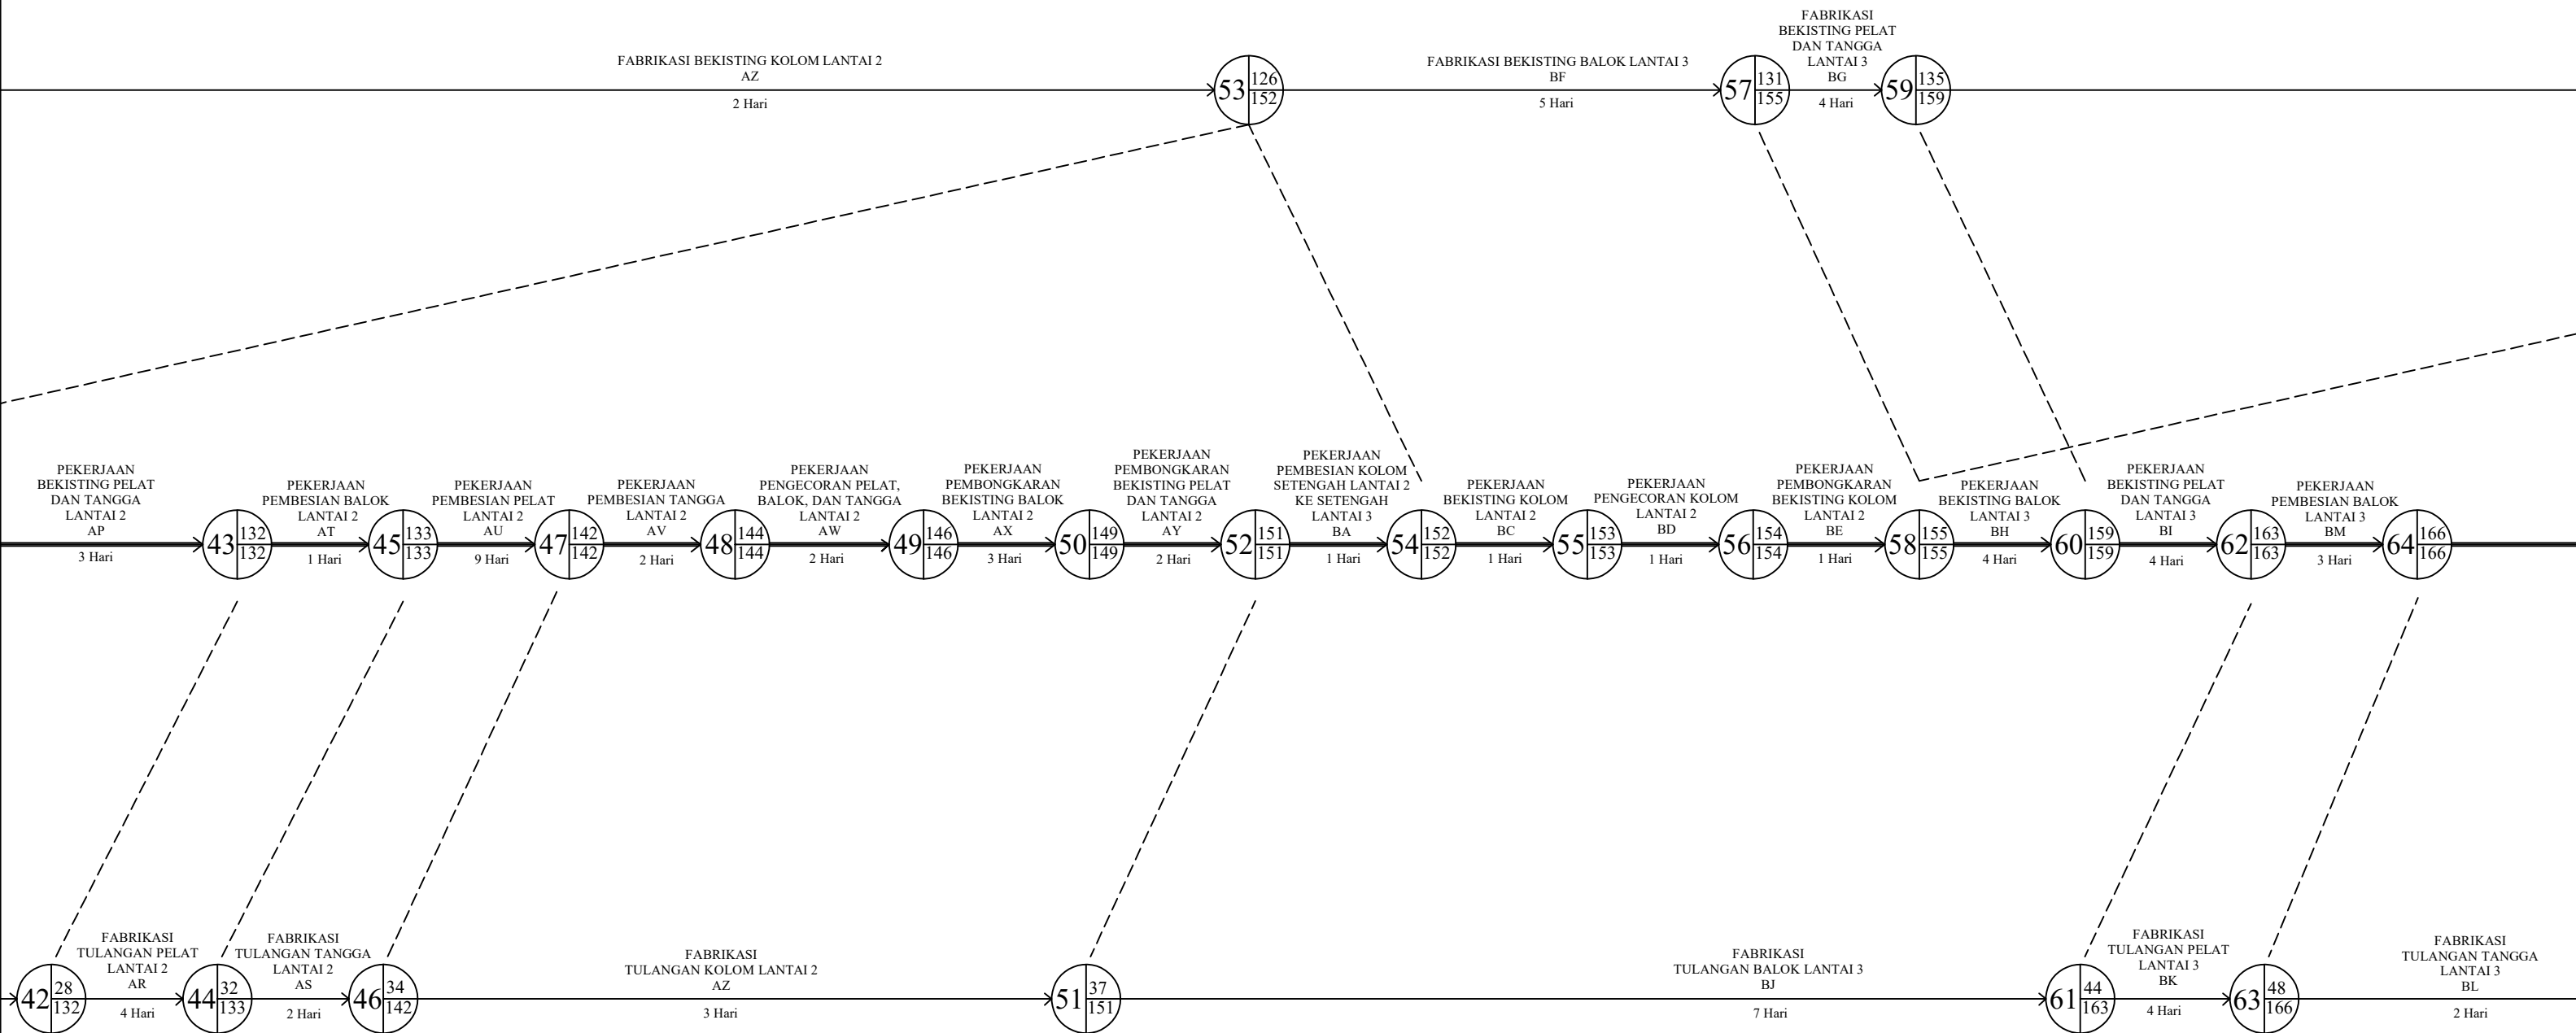 FABRIKASI BEKISTING KOLOM LANTAI 2
AZ
2 Hari
53
126
152
FABRIKASI BEKISTING BALOK LANTAI 3
BF
5 Hari
57
131
155
FABRIKASI
BEKISTING PELAT
DAN TANGGA
LANTAI 3
BG
4 Hari
59
135
159
PEKERJAAN
BEKISTING PELAT
DAN TANGGA
LANTAI 2
AP
3 Hari
43
132
132
PEKERJAAN
PEMBESIAN BALOK
LANTAI 2
AT
1 Hari
45
133
133
PEKERJAAN
PEMBESIAN PELAT
LANTAI 2
AU
9 Hari
47
142
142
PEKERJAAN
PEMBESIAN TANGGA
LANTAI 2
AV
2 Hari
48
144
144
PEKERJAAN
PENGECORAN PELAT,
BALOK, DAN TANGGA
LANTAI 2
AW
2 Hari
49
146
146
PEKERJAAN
PEMBONGKARAN
BEKISTING BALOK
LANTAI 2
AX
3 Hari
50
149
149
PEKERJAAN
PEMBONGKARAN
BEKISTING PELAT
DAN TANGGA
LANTAI 2
AY
2 Hari
52
151
151
PEKERJAAN
PEMBESIAN KOLOM
SETENGAH LANTAI 2
KE SETENGAH
LANTAI 3
BA
1 Hari
54
152
152
PEKERJAAN
BEKISTING KOLOM
LANTAI 2
BC
1 Hari
55
153
153
PEKERJAAN
PENGECORAN KOLOM
LANTAI 2
BD
1 Hari
56
154
154
PEKERJAAN
PEMBONGKARAN
BEKISTING KOLOM
LANTAI 2
BE
1 Hari
58
155
155
PEKERJAAN
BEKISTING BALOK
LANTAI 3
BH
4 Hari
60
159
159
PEKERJAAN
BEKISTING PELAT
DAN TANGGA
LANTAI 3
BI
4 Hari
62
163
163
PEKERJAAN
PEMBESIAN BALOK
LANTAI 3
BM
3 Hari
64
166
166
42
28
132
FABRIKASI
TULANGAN PELAT
LANTAI 2
AR
4 Hari
44
32
133
FABRIKASI
TULANGAN TANGGA
LANTAI 2
AS
2 Hari
46
34
142
FABRIKASI
TULANGAN KOLOM LANTAI 2
AZ
3 Hari
51
37
151
FABRIKASI
TULANGAN BALOK LANTAI 3
BJ
7 Hari
61
44
163
FABRIKASI
TULANGAN PELAT
LANTAI 3
BK
4 Hari
63
48
166
FABRIKASI
TULANGAN TANGGA
LANTAI 3
BL
2 Hari